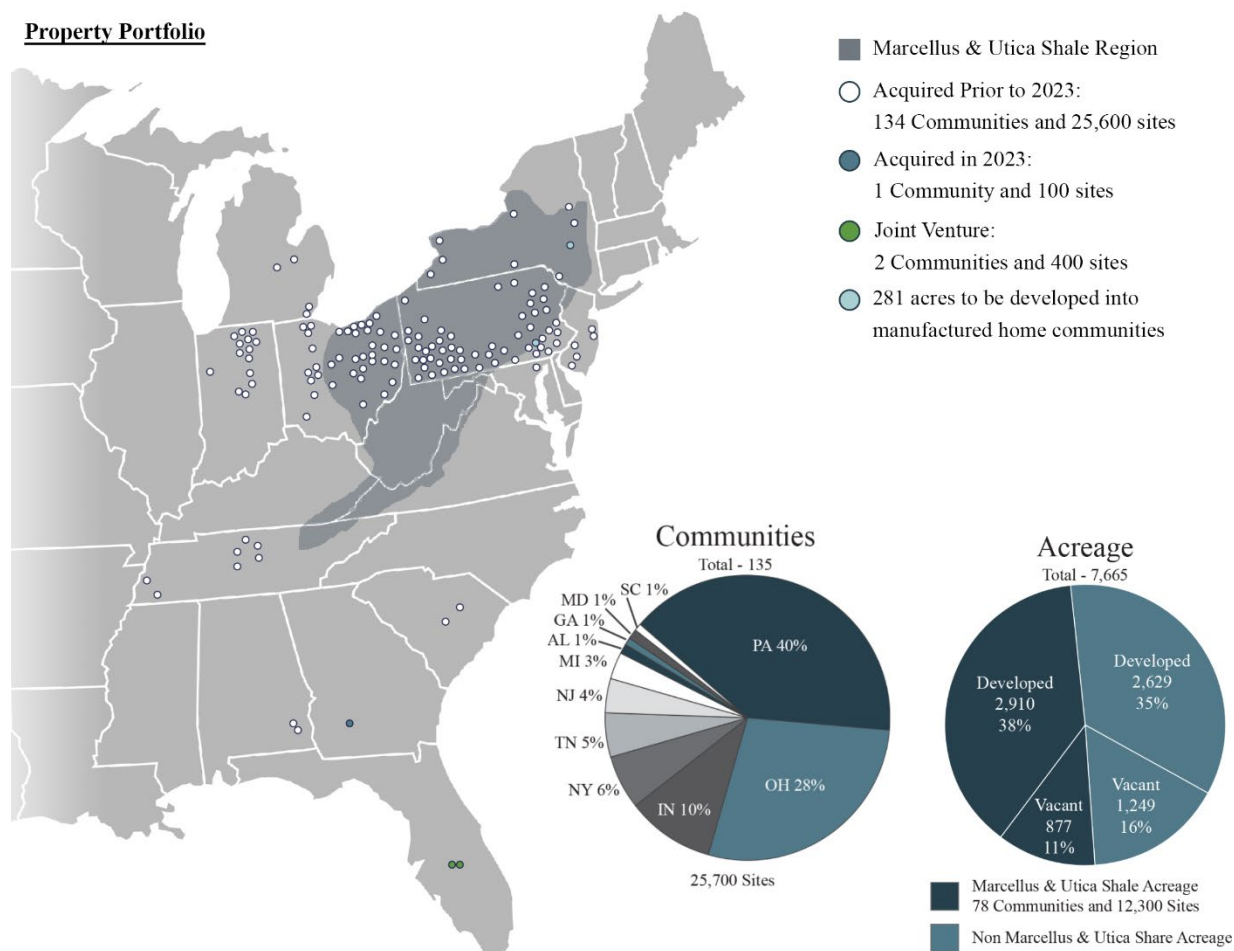 Property Portfolio
Marcellus & Utica Shale Region
Acquired Prior to 2023:
134 Communities and 25,600 sites
Acquired in 2023:
1 Community and 100 sites
Joint Venture:
2 Communities and 400 sites
281 acres to be developed into
manufactured home communities
Communities
Total - 135
SC 1%
MD 1%
GA 1%
AL 1%
MI 3%
NJ 4%
TN 5%
NY 6%
IN 10%
OH 28%
PA 40%
25,700 Sites
Acreage
Total - 7,665
Developed
2,910
38%
Developed
2,629
35%
Vacant
877
11%
Vacant
1,249
16%
Marcellus & Utica Shale Acreage
78 Communities and 12,300 Sites
Non Marcellus & Utica Share Acreage